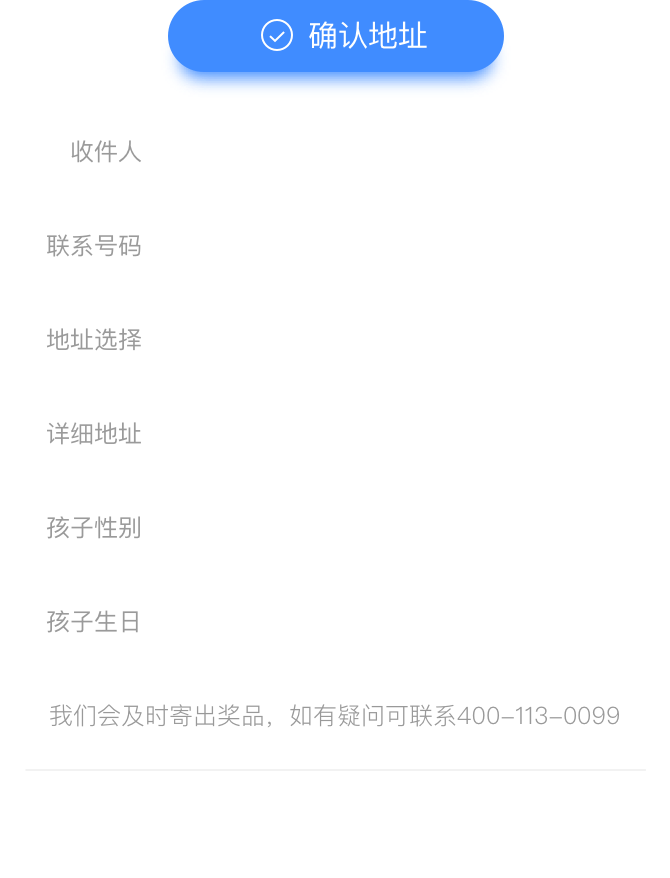 确认地址
收件人
联系号码
地址选择
详细地址
孩子性别
孩子生日
我们会及时寄出奖品，如有疑问可联系400-113-0099